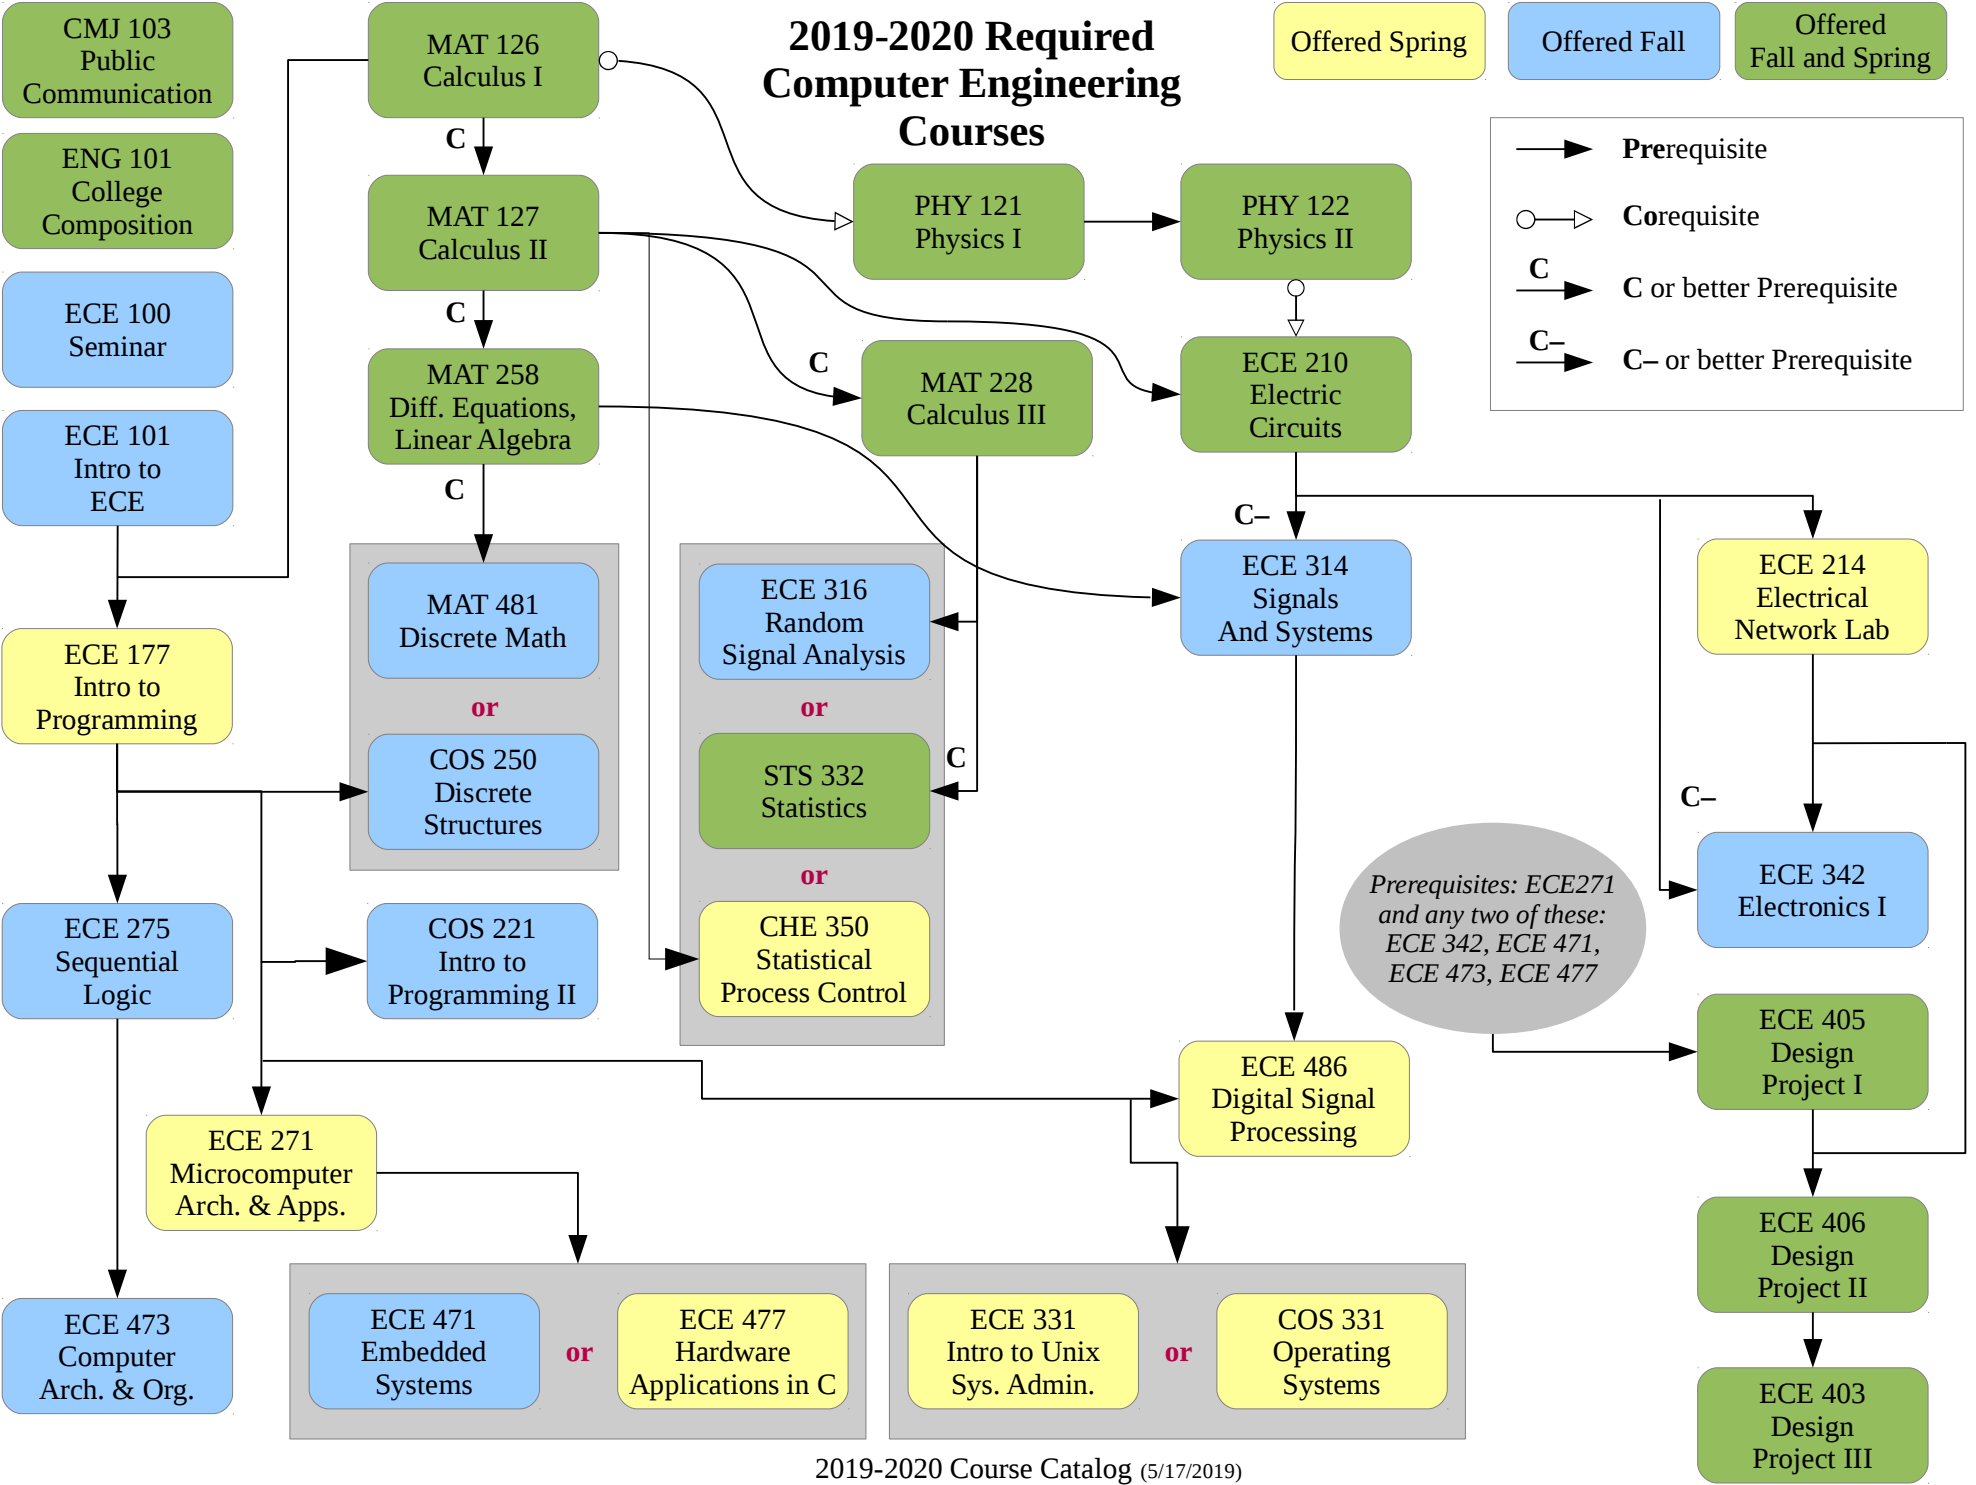 2019-2020 Required
Computer Engineering
Courses
Offered Spring
Offered Fall
Offered
Fall and Spring
Prerequisite
Corequisite
C
C or better Prerequisite
C–
C– or better Prerequisite
CMJ 103
Public
Communication
ENG 101
College
Composition
ECE 100
Seminar
ECE 101
Intro to
ECE
ECE 177
Intro to
Programming
ECE 275
Sequential
Logic
ECE 473
Computer
Arch. & Org.
MAT 126
Calculus I
C
MAT 127
Calculus II
C
MAT 258
Diff. Equations,
Linear Algebra
C
MAT 481
Discrete Math
or
COS 250
Discrete
Structures
COS 221
Intro to
Programming II
ECE 271
Microcomputer
Arch. & Apps.
PHY 121
Physics I
PHY 122
Physics II
C
MAT 228
Calculus III
ECE 210
Electric
Circuits
ECE 316
Random
Signal Analysis
or
C
STS 332
Statistics
or
CHE 350
Statistical
Process Control
C–
ECE 314
Signals
And Systems
ECE 214
Electrical
Network Lab
C–
ECE 342
Electronics I
Prerequisites: ECE271
and any two of these:
ECE 342, ECE 471,
ECE 473, ECE 477
ECE 486
Digital Signal
Processing
ECE 405
Design
Project I
ECE 406
Design
Project II
ECE 403
Design
Project III
ECE 471
Embedded
Systems
or
ECE 477
Hardware
Applications in C
ECE 331
Intro to Unix
Sys. Admin.
or
COS 331
Operating
Systems
2019-2020 Course Catalog (5/17/2019)